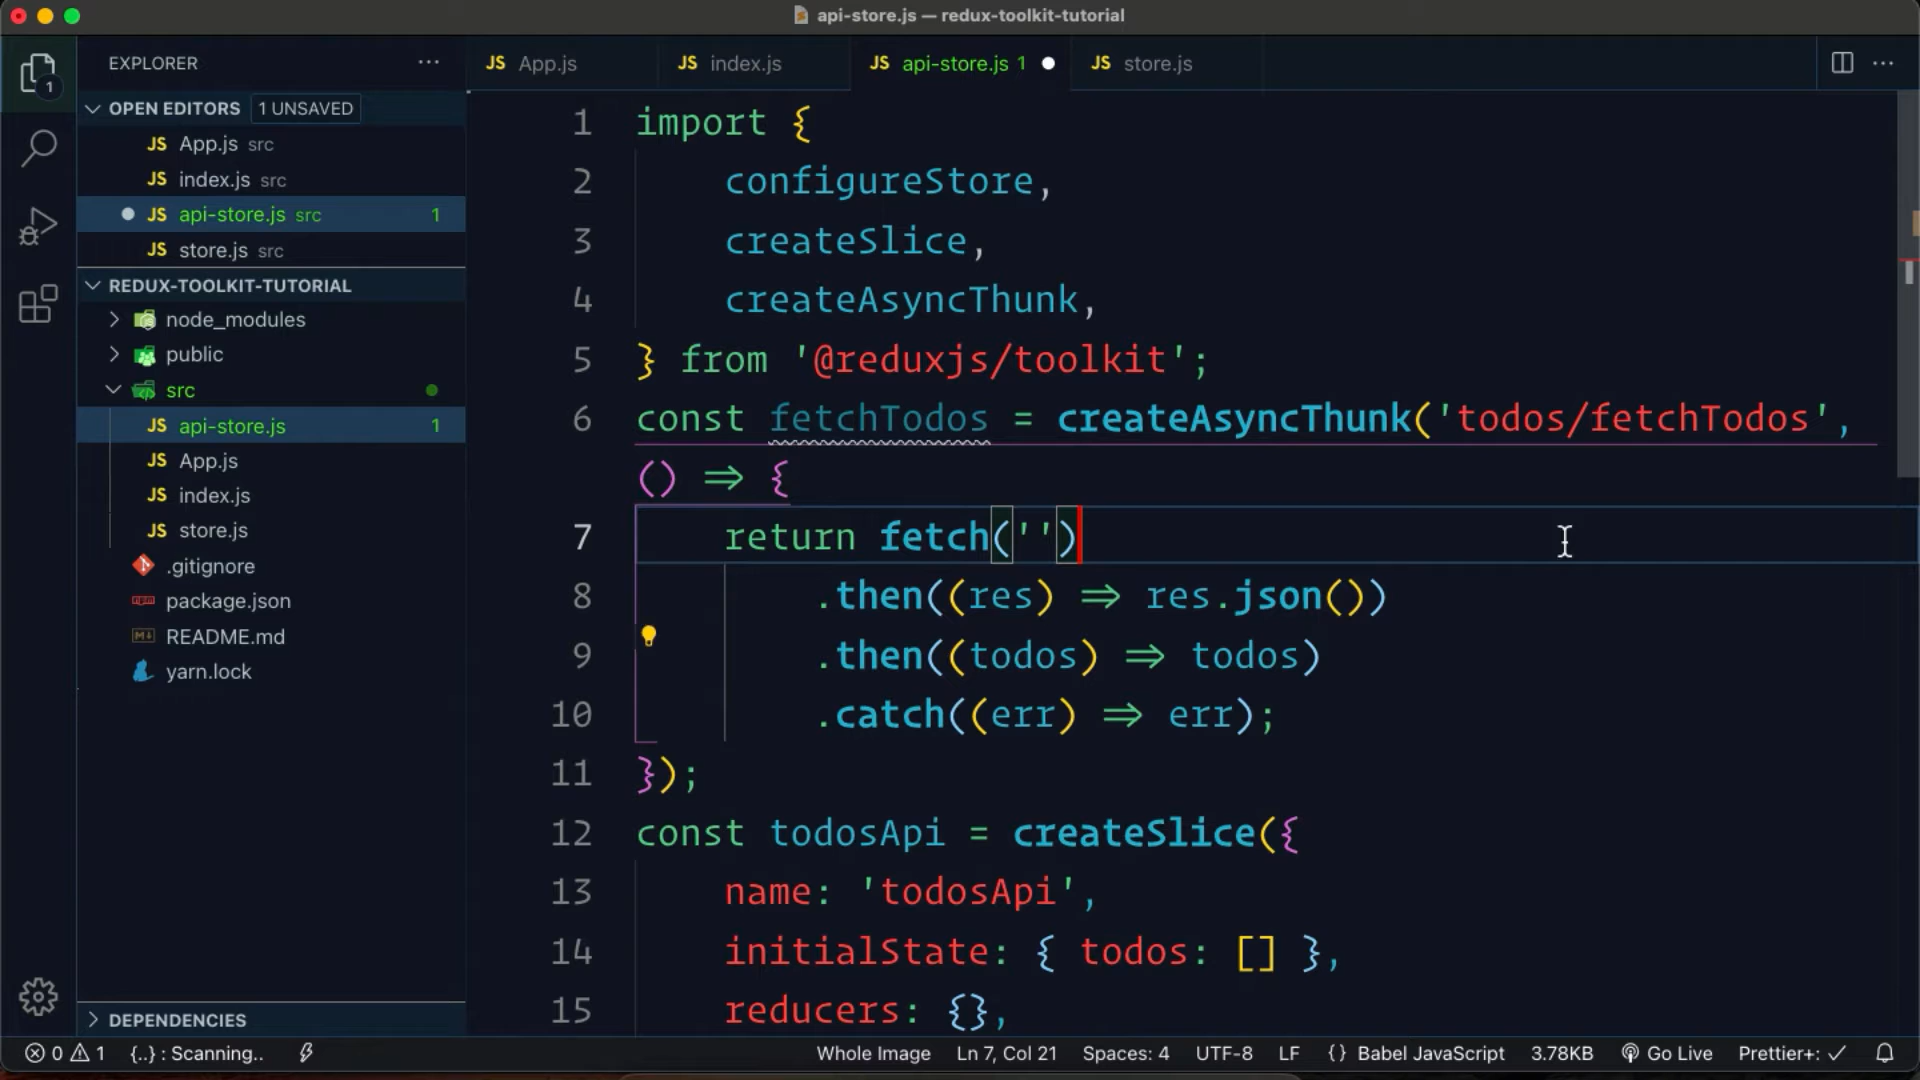 api-store.js — redux-toolkit-tutorial
EXPLORER
JS App.js
JS index.js
JS api-store.js 1
JS store.js
1
OPEN EDITORS 1 UNSAVED
JS App.js src
JS index.js src
JS api-store.js src 1
JS store.js src
REDUX-TOOLKIT-TUTORIAL
node_modules
public
src
JS api-store.js 1
JS App.js
JS index.js
JS store.js
.gitignore
package.json
README.md
yarn.lock
DEPENDENCIES
1 import {
2 configureStore,
3 createSlice,
4 createAsyncThunk,
5 } from '@reduxjs/toolkit';
6 const fetchTodos = createAsyncThunk('todos/fetchTodos',
() => {
7 return fetch('')
8 .then((res) => res.json())
9 .then((todos) => todos)
10 .catch((err) => err);
11 });
12 const todosApi = createSlice({
13 name: 'todosApi',
14 initialState: { todos: [] },
15 reducers: {},
0 1 {..} : Scanning.. Whole Image Ln 7, Col 21 Spaces: 4 UTF-8 LF {} Babel JavaScript 3.78KB Go Live Prettier+: ✓